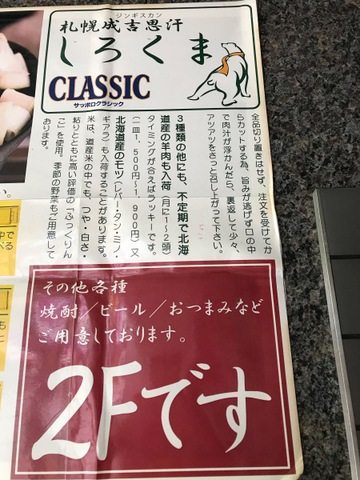 ジンギスカン
札幌成吉思汗
しろくま
CLASSIC
サッポロクラシック
全品切り置きはせず、注文を受けてか
らカットする為、旨みが逃げず口の中
で肉汁が浮かんだら、裏返して少々、
アツアツをさっと召し上がって下さい。
3種類の他にも、不定期で北海
道産の羊肉も入荷(月に1~2頭)
タイミングが合えばラッキーです。
(一皿1,500円~1,900円)又
北海道産のモツ(レバー・タン・ミノ・
ギアラ)も入荷することがあります。
米は、道産米の中でも、つや・白さ・
粘りともに高い評価の「ふっくりん
こ」を使用。季節の野菜もご用意して
おります。
その他各種
焼酎/ビール/おつまみなど
ご用意しております。
2Fです